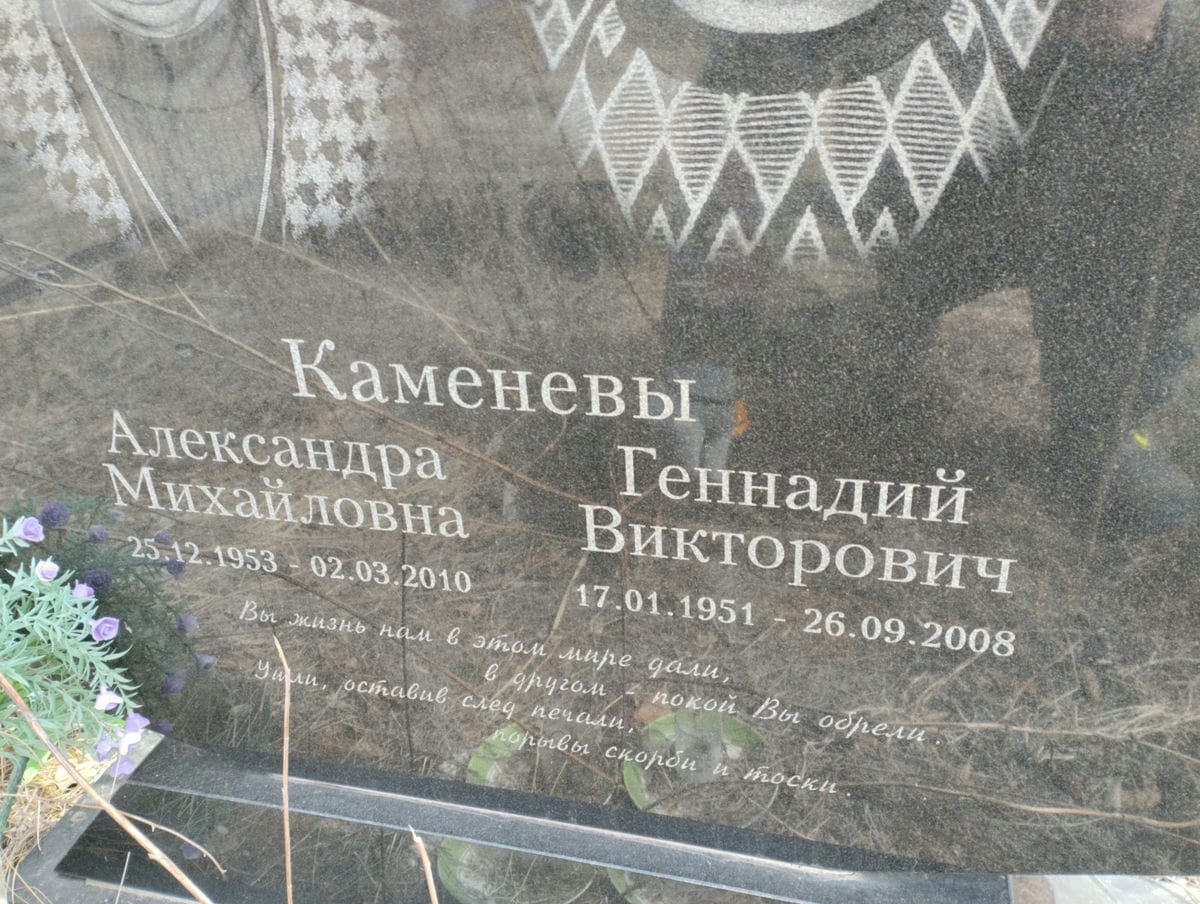 Каменевы
Александра
Михайловна
25.12.1953 - 02.03.2010
Геннадий
Викторович
17.01.1951 - 26.09.2008
Вы жизнь нам в этом мире дали,
в другом - покой Вы обрели.
Ушли, оставив след печали,
порывы скорби и тоски.